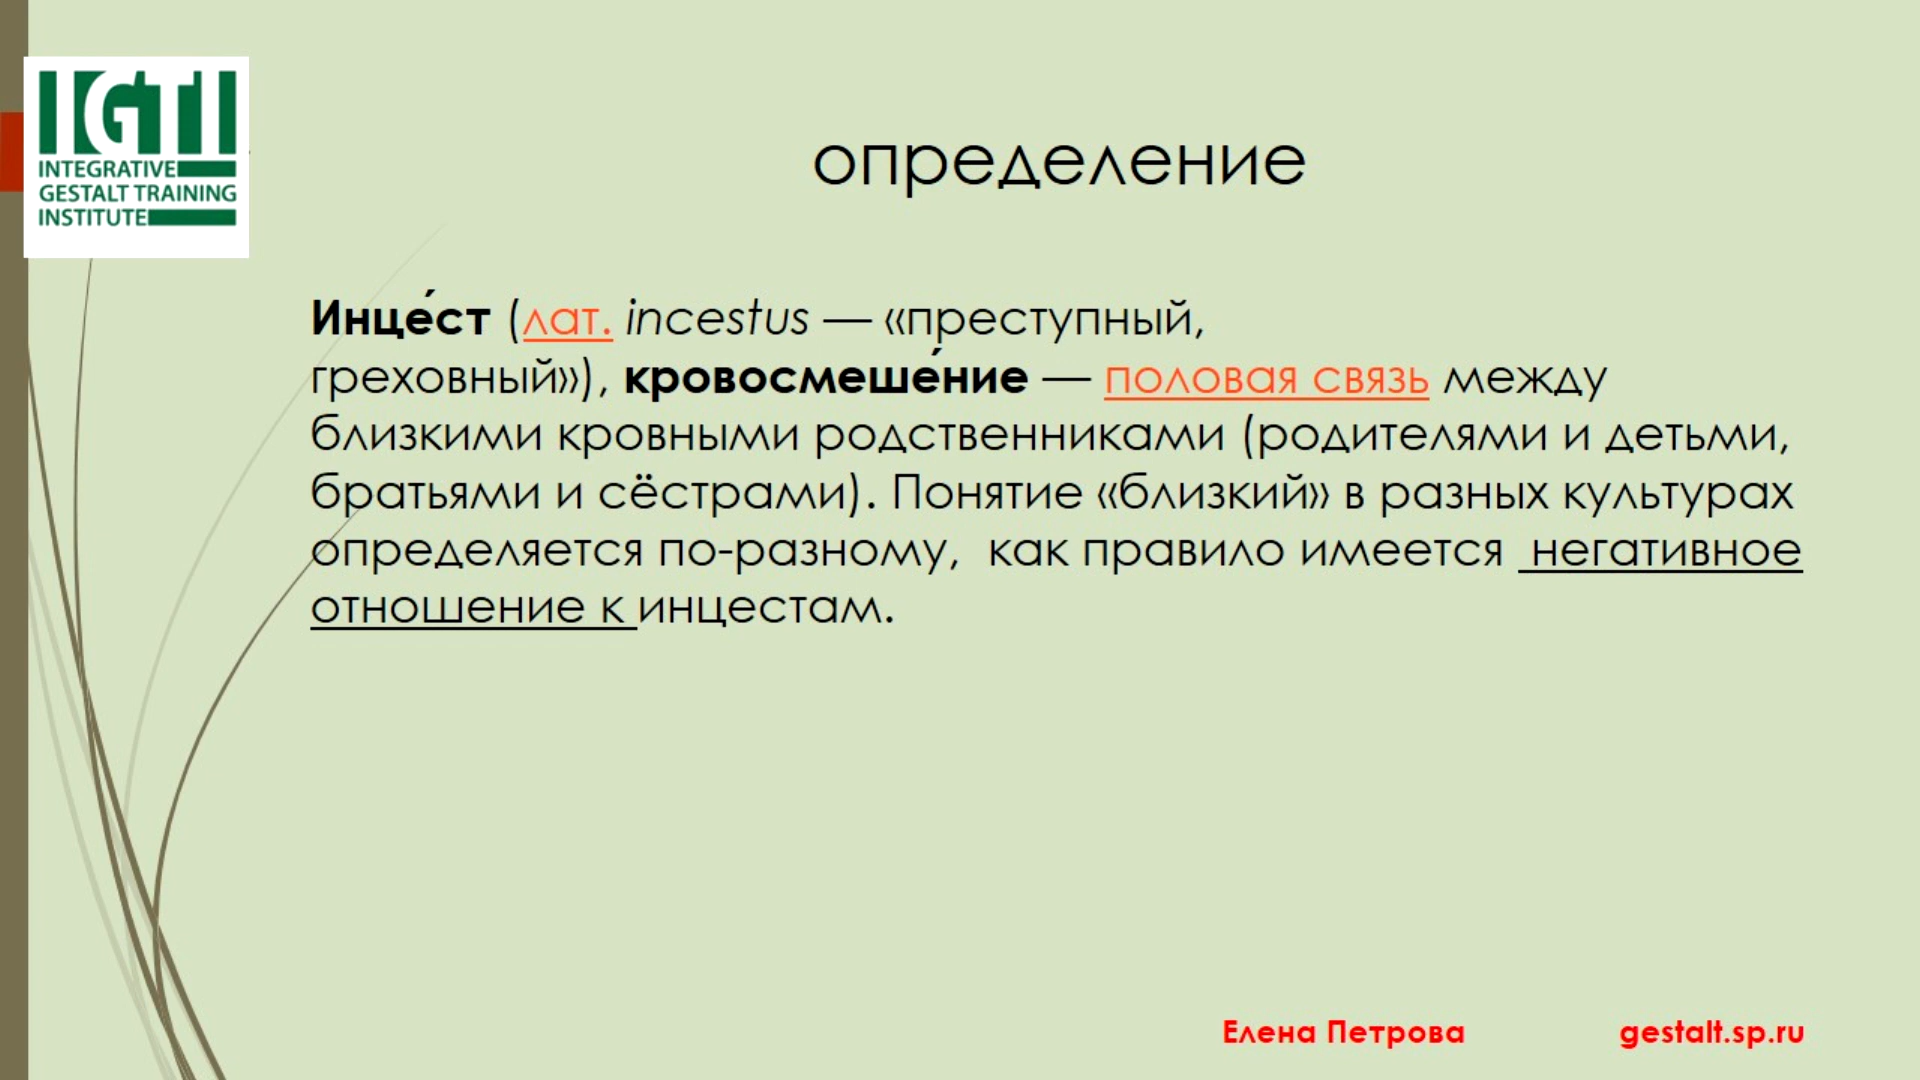 IGTI
INTEGRATIVE
GESTALT TRAINING
INSTITUTE
определение
Инце́ст (лат. incestus — «преступный,
греховный»), кровосмеше́ние — половая связь между
близкими кровными родственниками (родителями и детьми,
братьями и сёстрами). Понятие «близкий» в разных культурах
определяется по-разному,  как правило имеется  негативное
отношение к инцестам.
Елена Петрова gestalt.sp.ru